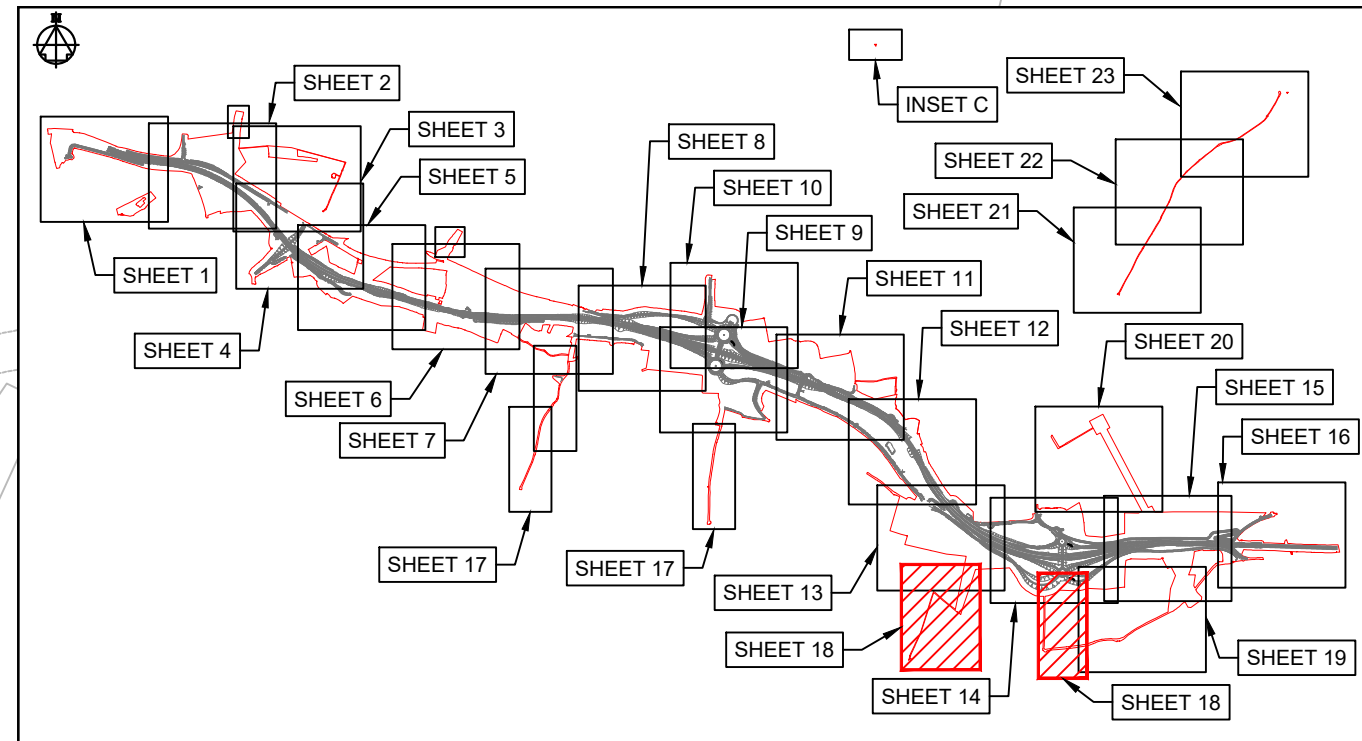 SHEET 2
SHEET 23
INSET C
SHEET 3
SHEET 8
SHEET 22
SHEET 5
SHEET 10
SHEET 21
SHEET 9
SHEET 1
SHEET 11
SHEET 12
SHEET 4
SHEET 20
SHEET 15
SHEET 6
SHEET 7
SHEET 16
SHEET 17
SHEET 17
SHEET 13
SHEET 18
SHEET 19
SHEET 14
SHEET 18